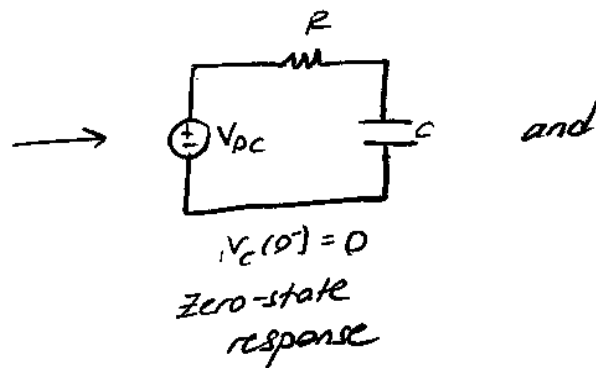 R
V_DC
C
and
V_c(0^-) = 0
Zero-state
response